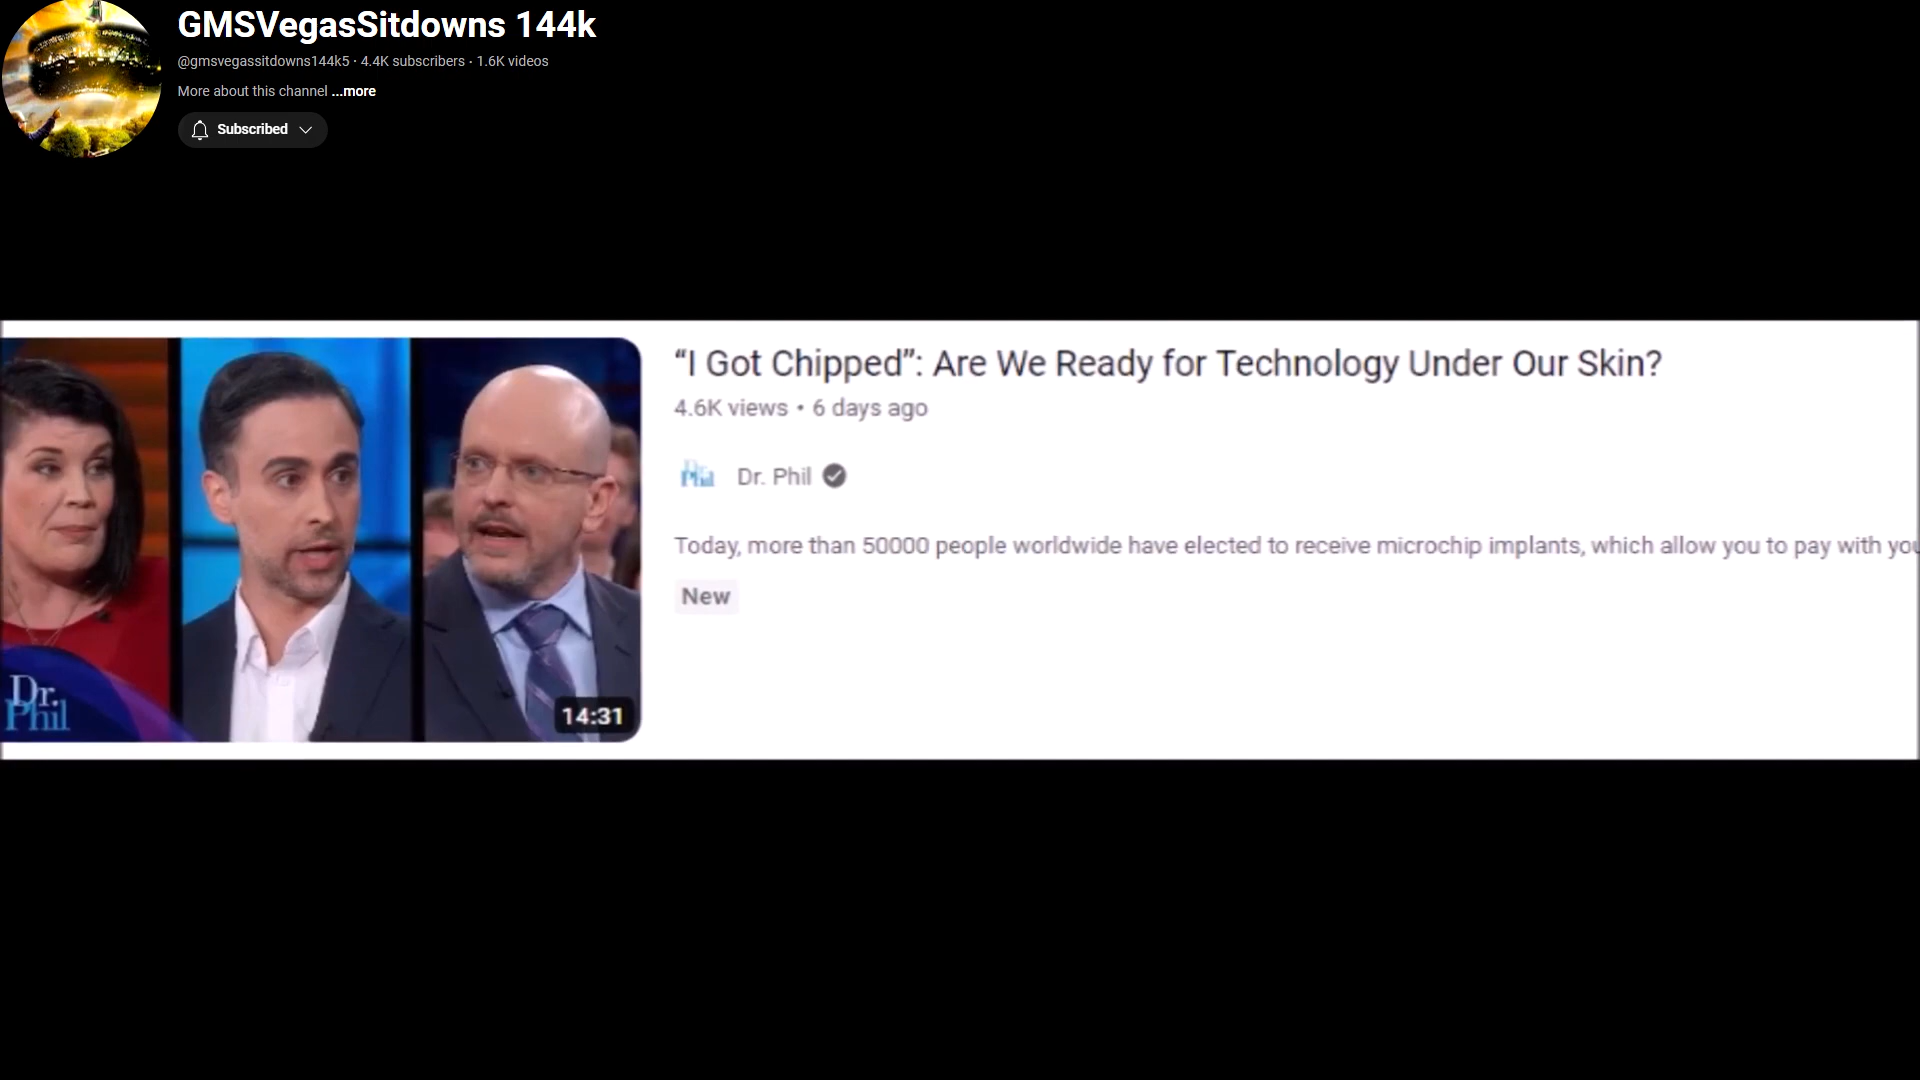 GMSVegasSitdowns 144k
@gmsvegassitdowns144k5 · 4.4K subscribers · 1.6K videos
More about this channel ...more
Subscribed
"I Got Chipped": Are We Ready for Technology Under Our Skin?
4.6K views • 6 days ago
Dr. Phil
Dr. Phil
Today, more than 50000 people worldwide have elected to receive microchip implants, which allow you to pay with
New
Dr.
Phil
14:31